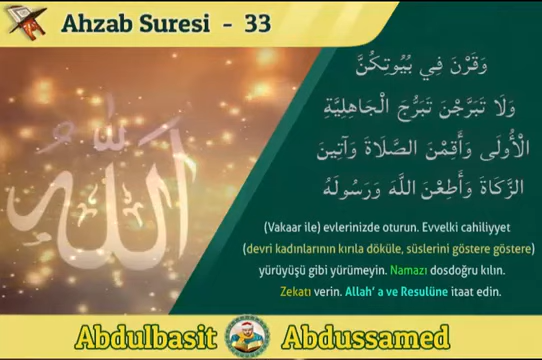 Ahzab Suresi - 33
الله
وَقَرْنَ فِي بُيُوتِكُنَّ
وَلَا تَبَرَّجْنَ تَبَرُّجَ الْجَاهِلِيَّةِ
الْأُولَى وَأَقِمْنَ الصَّلَاةَ وَآتِينَ
الزَّكَاةَ وَأَطِعْنَ اللَّهَ وَرَسُولَهُ
(Vakaar ile) evlerinizde oturun. Evvelki cahiliyyet
(devri kadınlarının kırıla döküle, süslerini göstere göstere)
yürüyüşü gibi yürümeyin. Namazı dosdoğru kılın.
Zekatı verin. Allah' a ve Resulüne itaat edin.
Abdulbasit Abdussamed